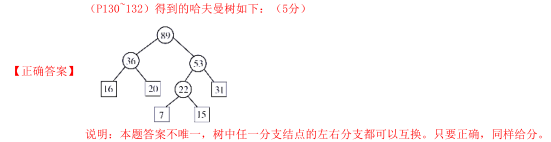 （P130~132）得到的哈夫曼树如下：（5分）
89
36 53
【正确答案】
16 20 22 31
7 15
说明：本题答案不唯一，树中任一分支结点的左右分支都可以互换。只要正确，同样给分。